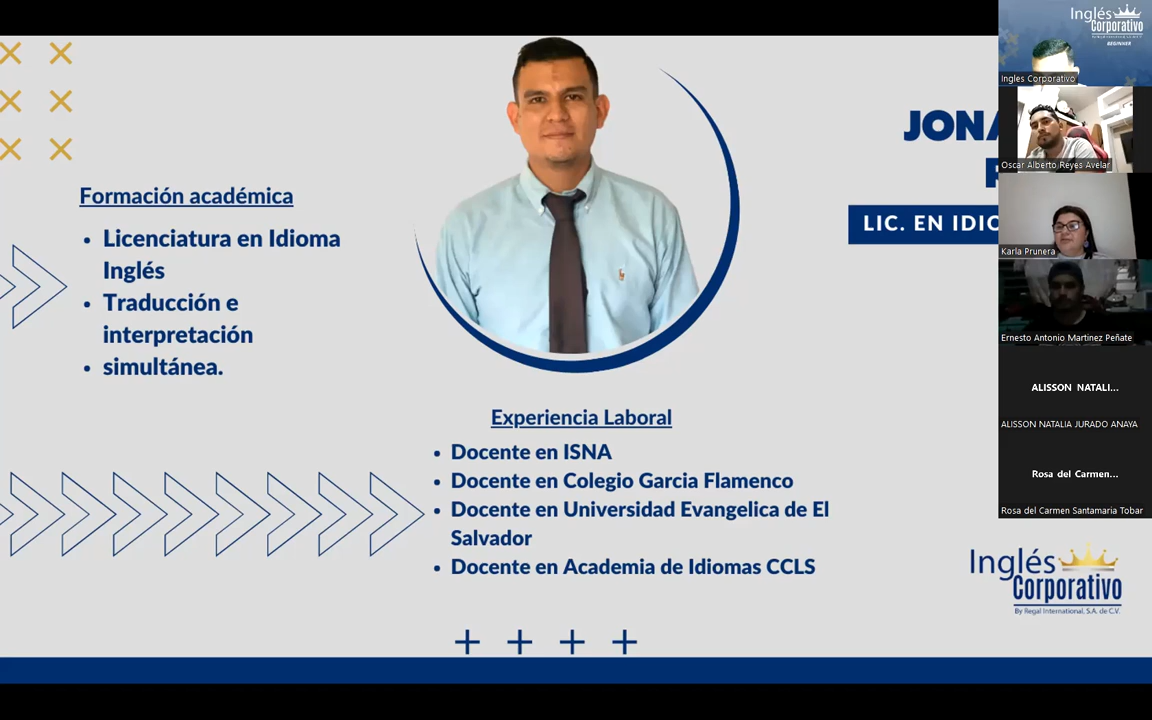 Formación académica
Licenciatura en Idioma
Inglés
Traducción e
interpretación
simultánea.
Experiencia Laboral
Docente en ISNA
Docente en Colegio Garcia Flamenco
Docente en Universidad Evangelica de El
Salvador
Docente en Academia de Idiomas CCLS
JONA
LIC. EN IDIO
Inglés
Corporativo
BEGINNER
Ingles Corporativo
Oscar Alberto Reyes Avelar
Karla Prunera
Ernesto Antonio Martinez Peñate
ALISSON NATALI...
ALISSON NATALIA JURADO ANAYA
Rosa del Carmen...
Rosa del Carmen Santamaria Tobar
Inglés
Corporativo
By Regal International, S.A. de C.V.